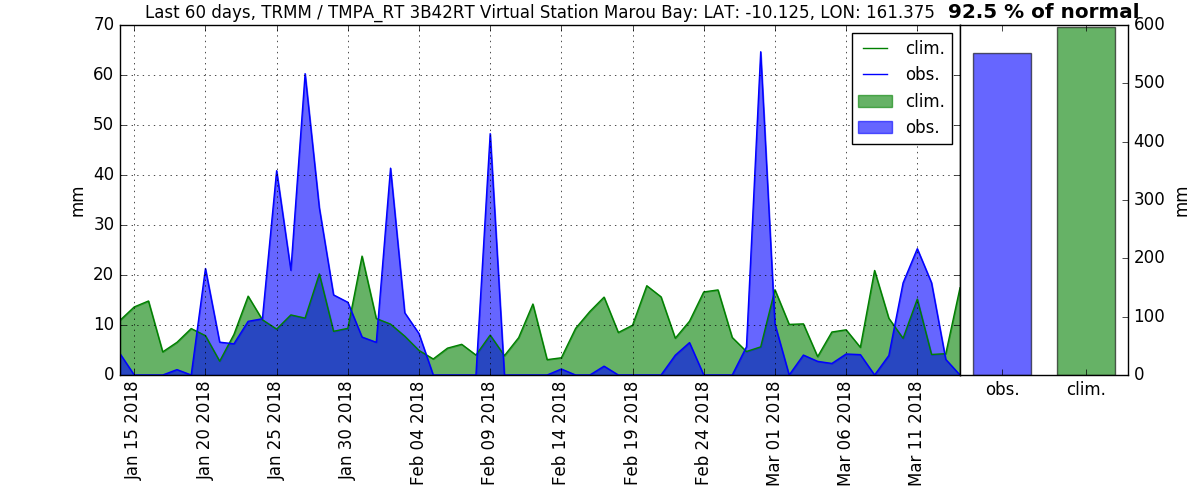 Last 60 days, TRMM / TMPA_RT 3B42RT Virtual Station Marou Bay: LAT: -10.125, LON: 161.375
92.5 % of normal
70
60
50
40
30
20
10
0
mm
clim.
obs.
clim.
obs.
Jan 15 2018
Jan 20 2018
Jan 25 2018
Jan 30 2018
Feb 04 2018
Feb 09 2018
Feb 14 2018
Feb 19 2018
Feb 24 2018
Mar 01 2018
Mar 06 2018
Mar 11 2018
600
500
400
300
200
100
0
mm
obs.
clim.